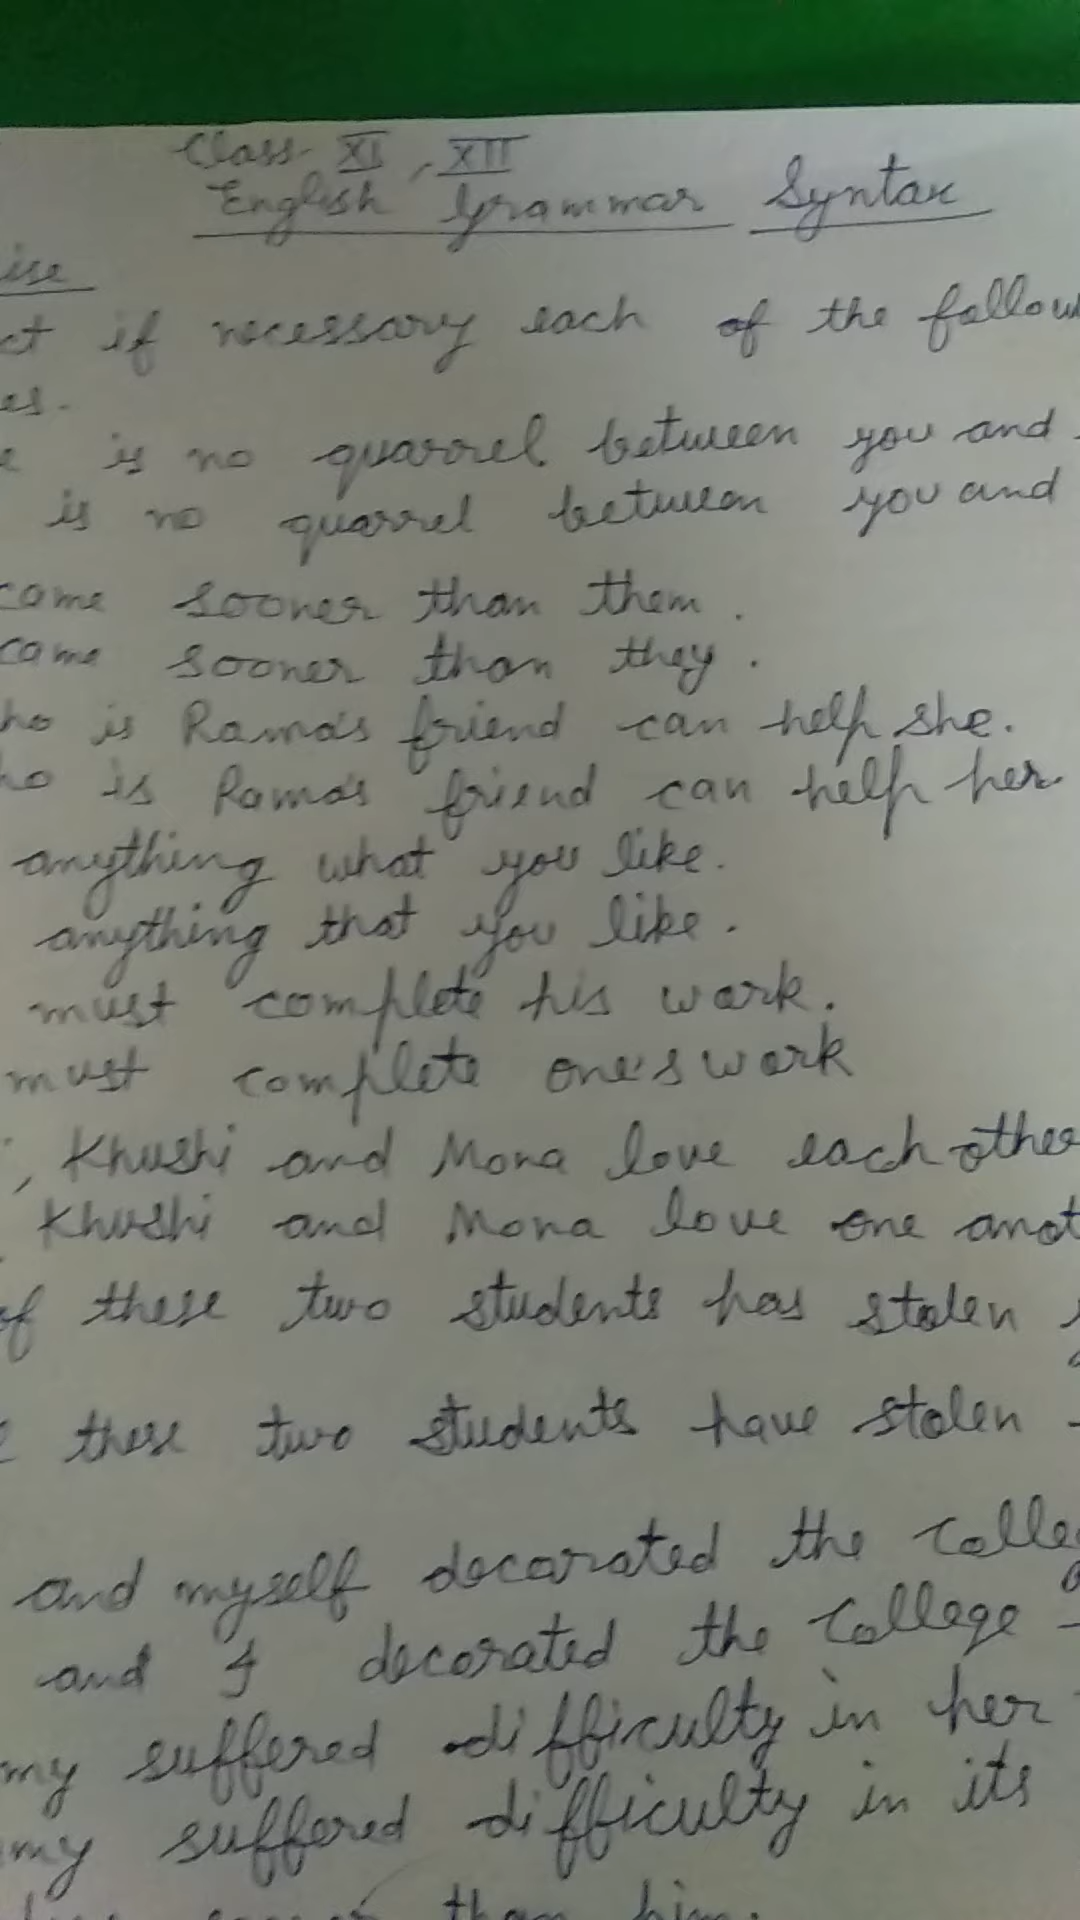 Class XI, XII
English Grammar Syntax
ise
ct if necessary each of the follow
es.
e is no quarrel between you and
is no quarrel between you and
came sooner than them.
came sooner than they.
ho is Rama's friend can help she.
ho is Rama's friend can help her
anything what you like.
anything that you like.
must complete his work.
must complete one's work
, Khushi and Mona love each other
Khushi and Mona love one anot
of these two students has stolen
these two students have stolen
and myself decorated the colle
and I decorated the college
my suffered difficulty in her
my suffered difficulty in its
than him.